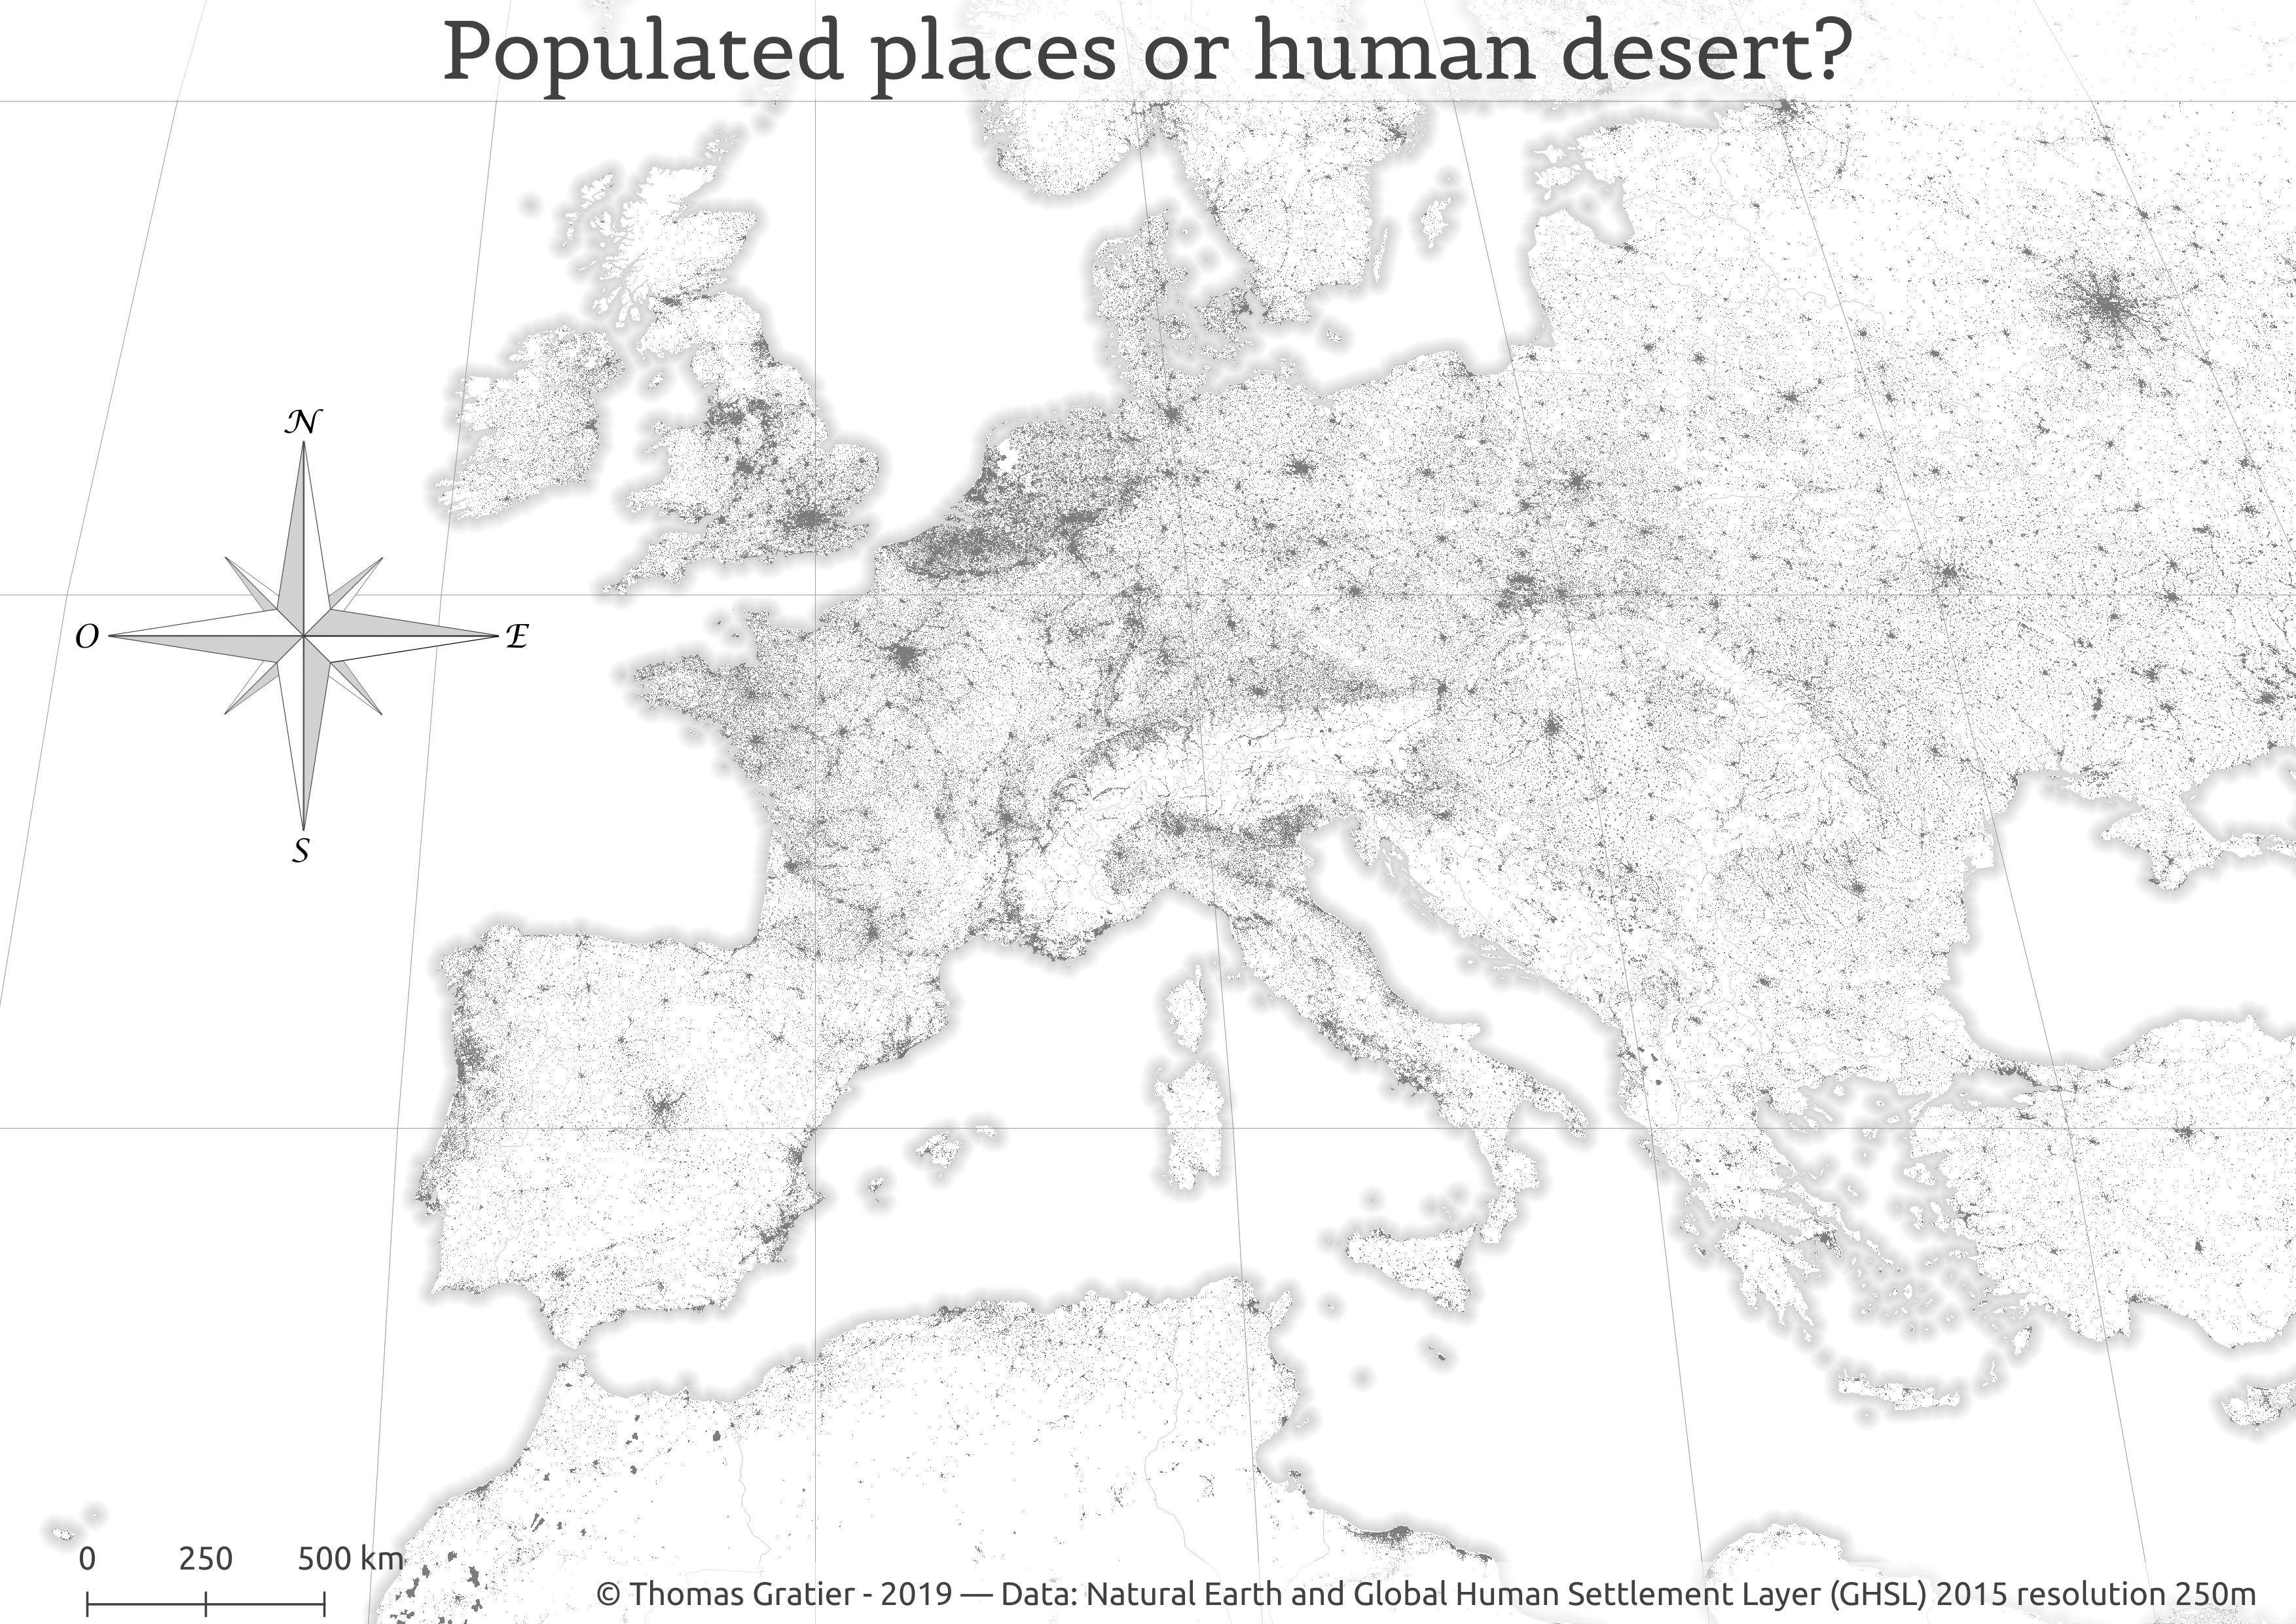 Populated places or human desert?
N
O
E
S
0 250 500 km
© Thomas Gratier - 2019 — Data: Natural Earth and Global Human Settlement Layer (GHSL) 2015 resolution 250m